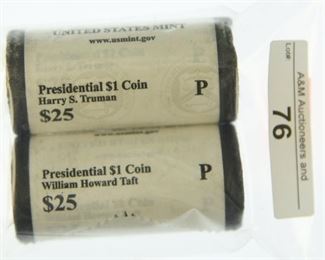 UNITED STATES MINT
www.usmint.gov
Presidential $1 Coin
Harry S. Truman
P
$25
Presidential $1 Coin
William Howard Taft
P
$25
Lot#
76
A&M Auctioneers and